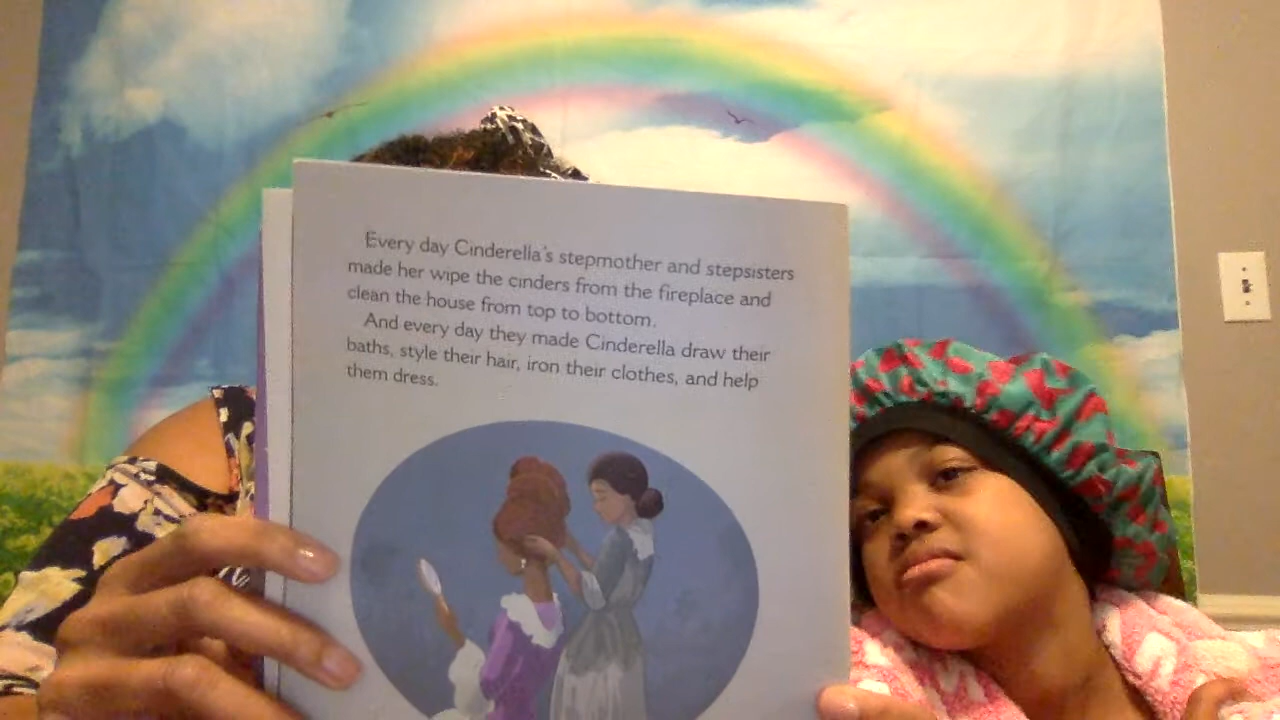 Every day Cinderella's stepmother and stepsisters
made her wipe the cinders from the fireplace and
clean the house from top to bottom.
And every day they made Cinderella draw their
baths, style their hair, iron their clothes, and help
them dress.